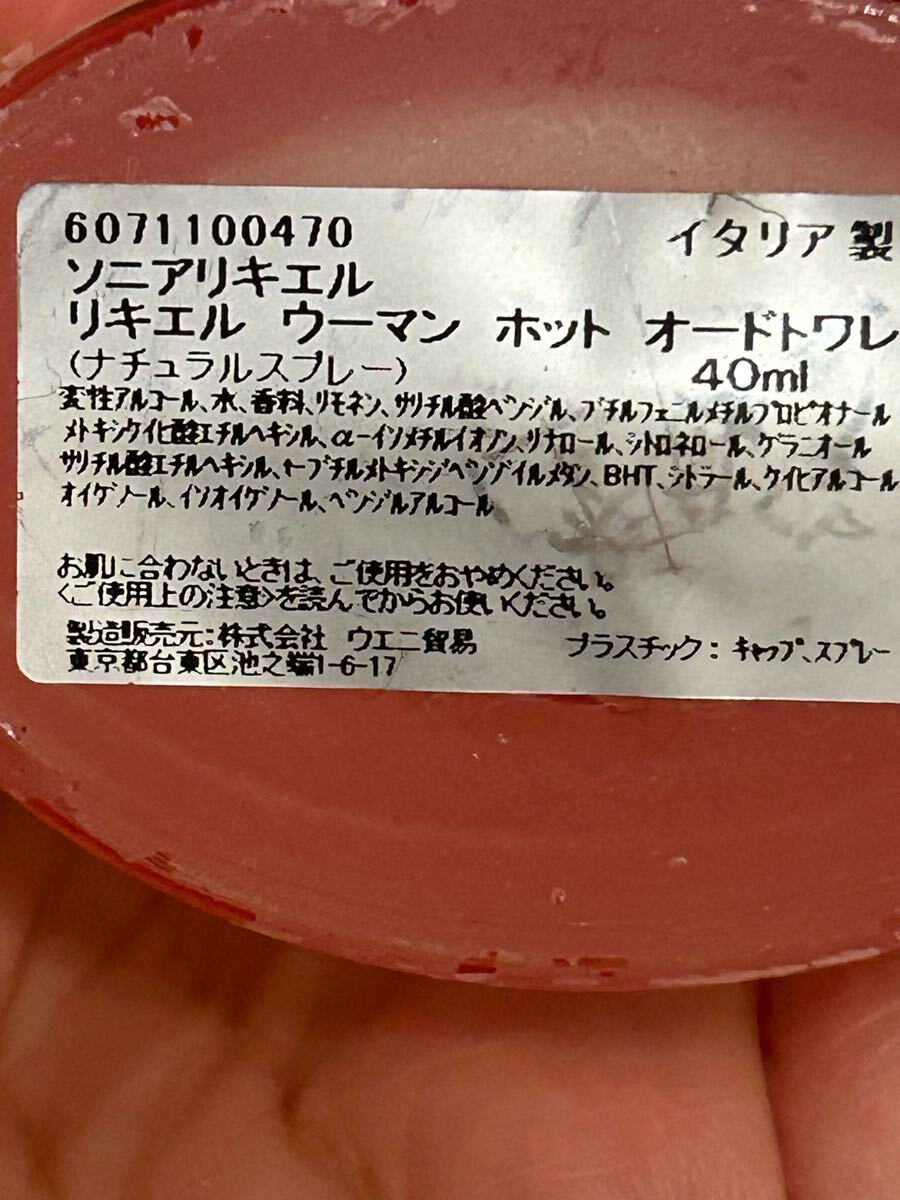 6071100470 イタリア製
ソニアリキエル
リキエル ウーマン ホット オードトワレ
(ナチュラルスプレー) 40ml
変性アルコール、水、香料、リモネン、サリチル酸ベンジル、ブチルフェニルメチルプロピオナール
メトキシケイヒ酸エチルヘキシル、α-イソメチルイオノン、リナロール、シトロネロール、ゲラニオール
サリチル酸エチルヘキシル、t-ブチルメトキシジベンゾイルメタン、BHT、シトラール、ケイヒアルコール
オイゲノール、イソオイゲノール、ベンジルアルコール
お肌に合わないときは、ご使用をおやめください。
<ご使用上の注意>を読んでからお使いください。
製造販売元:株式会社 ウエニ貿易 プラスチック:キャップ、スプレー
東京都台東区池之端1-6-17